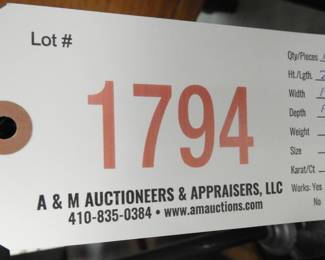 Lot #
1794
A & M AUCTIONEERS & APPRAISERS, LLC
410-835-0384 • www.amauctions.com
Qty/Pieces
Ht./Lgth.
Width
Depth
Weight
Size
Karat/Ct
Works: Yes
No